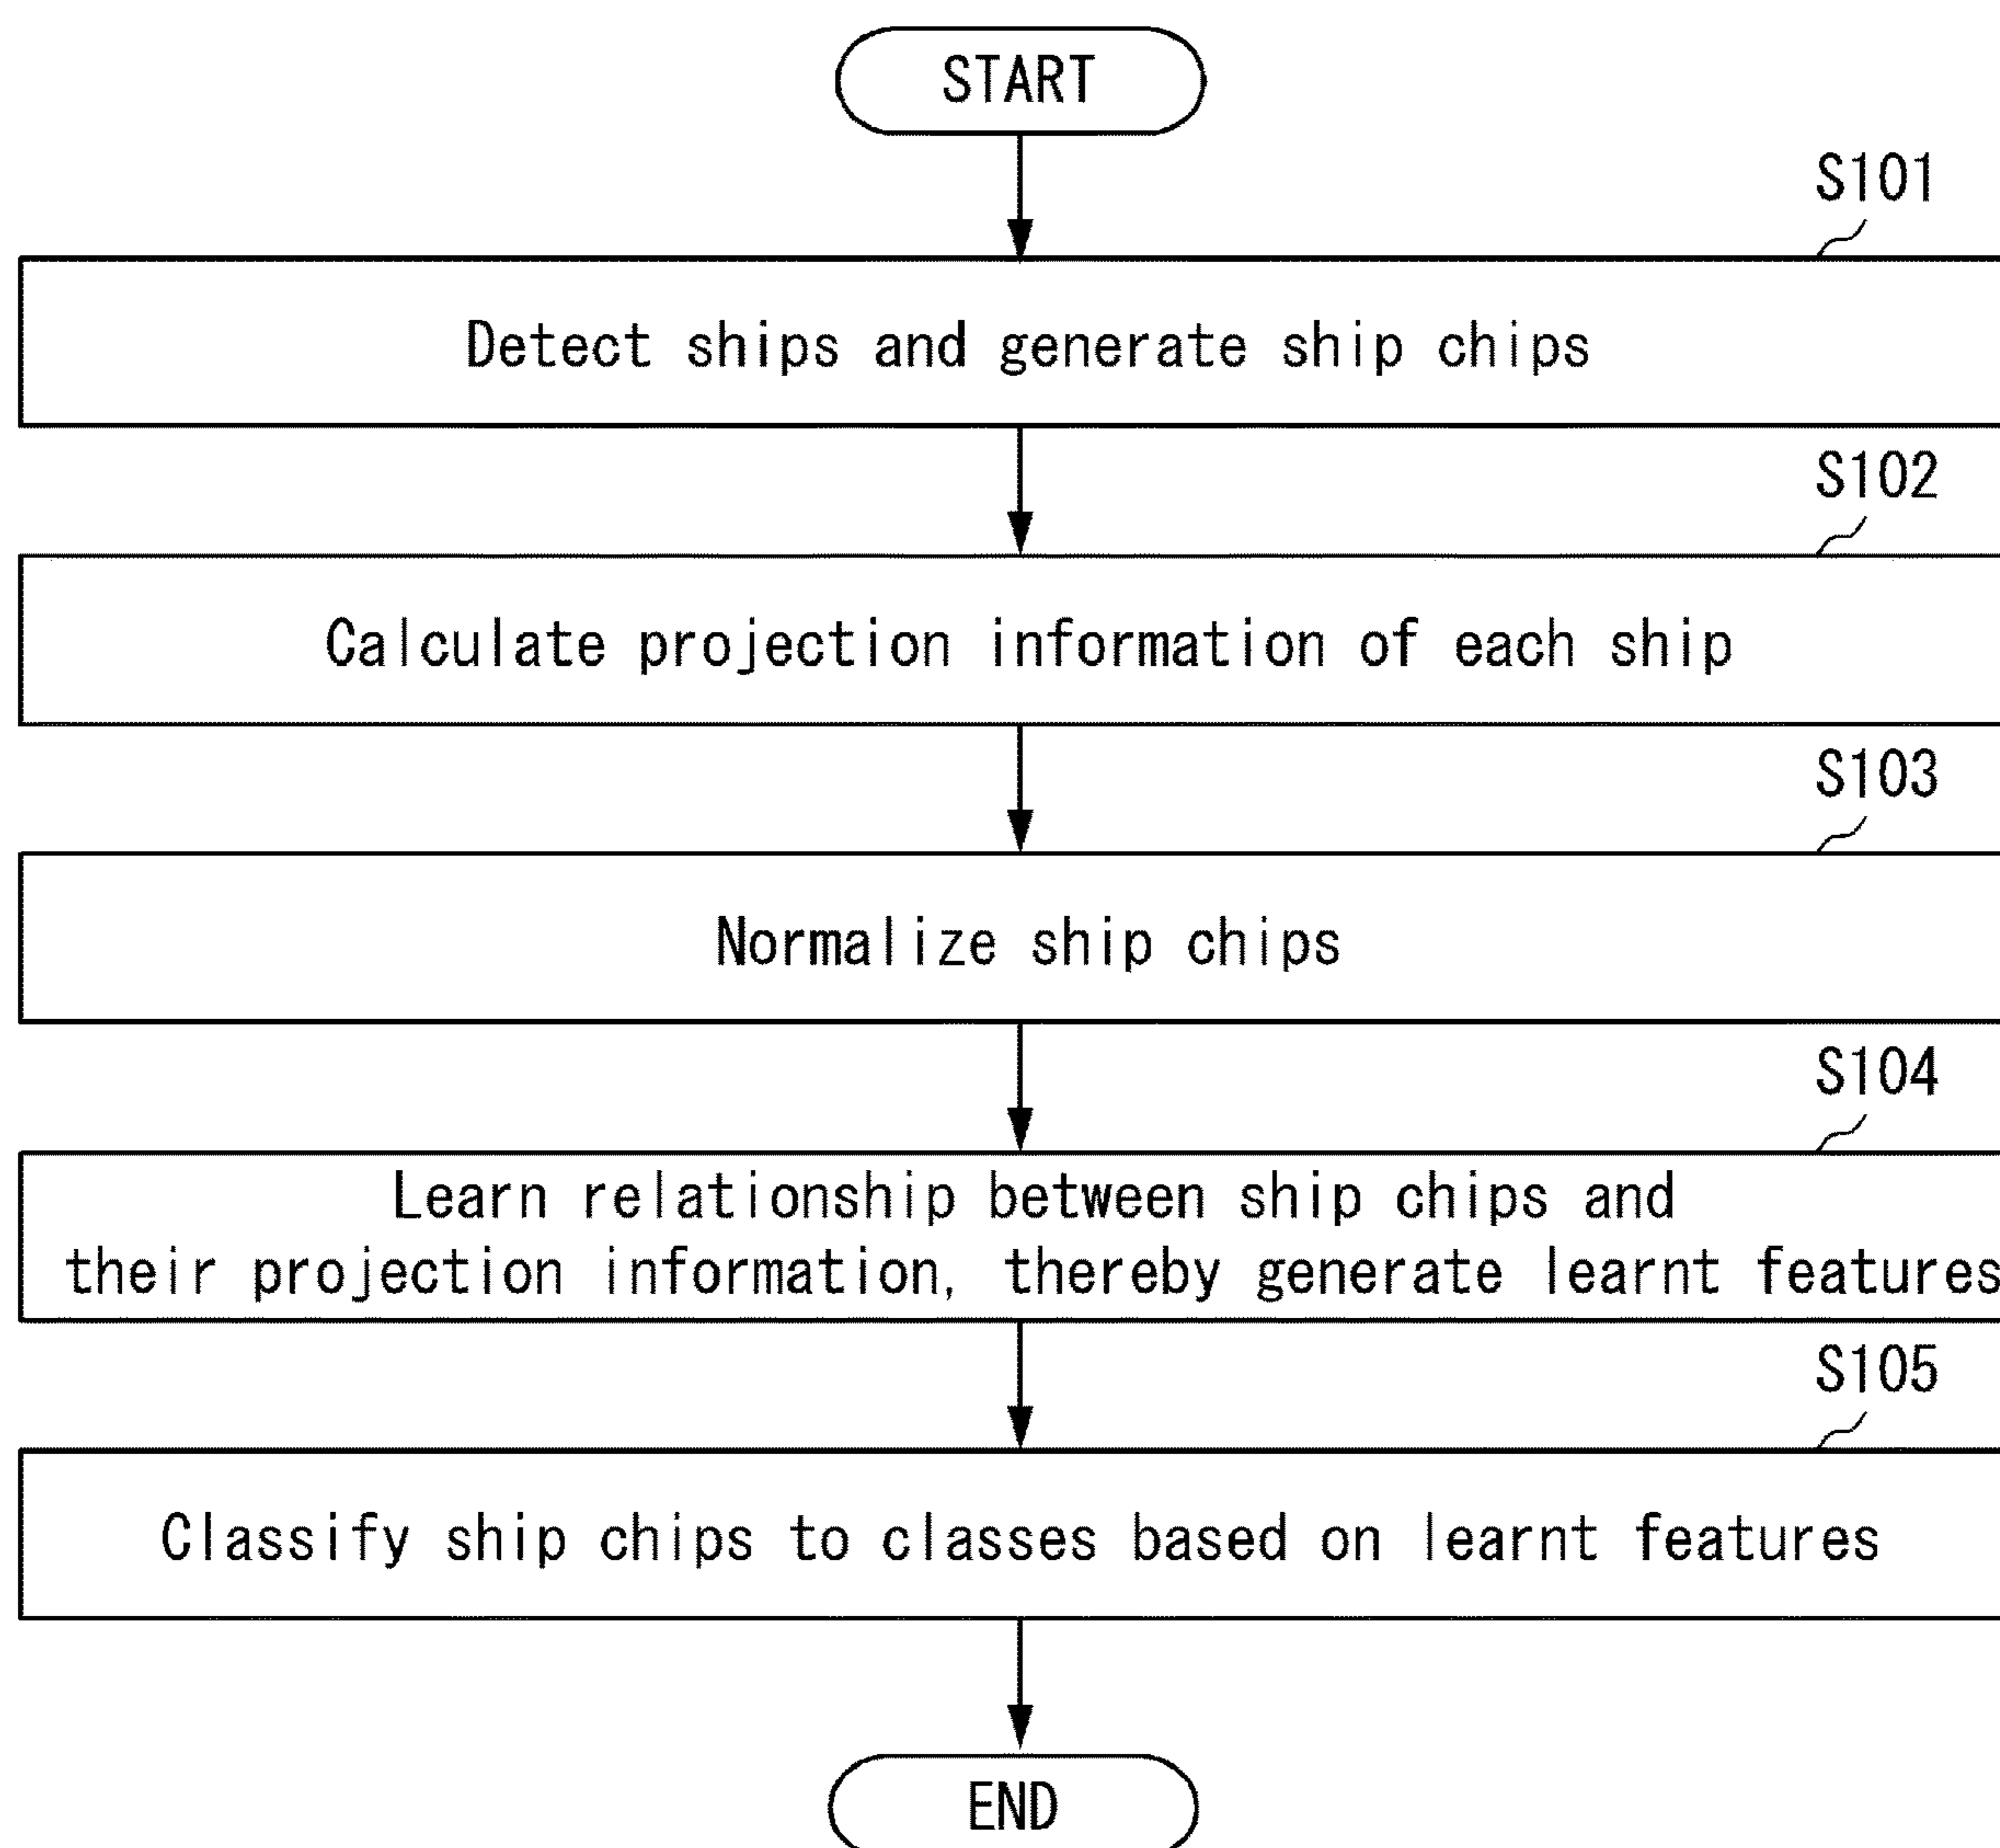 START
S101
Detect ships and generate ship chips
S102
Calculate projection information of each ship
S103
Normalize ship chips
S104
Learn relationship between ship chips and
their projection information, thereby generate learnt features
S105
Classify ship chips to classes based on learnt features
END